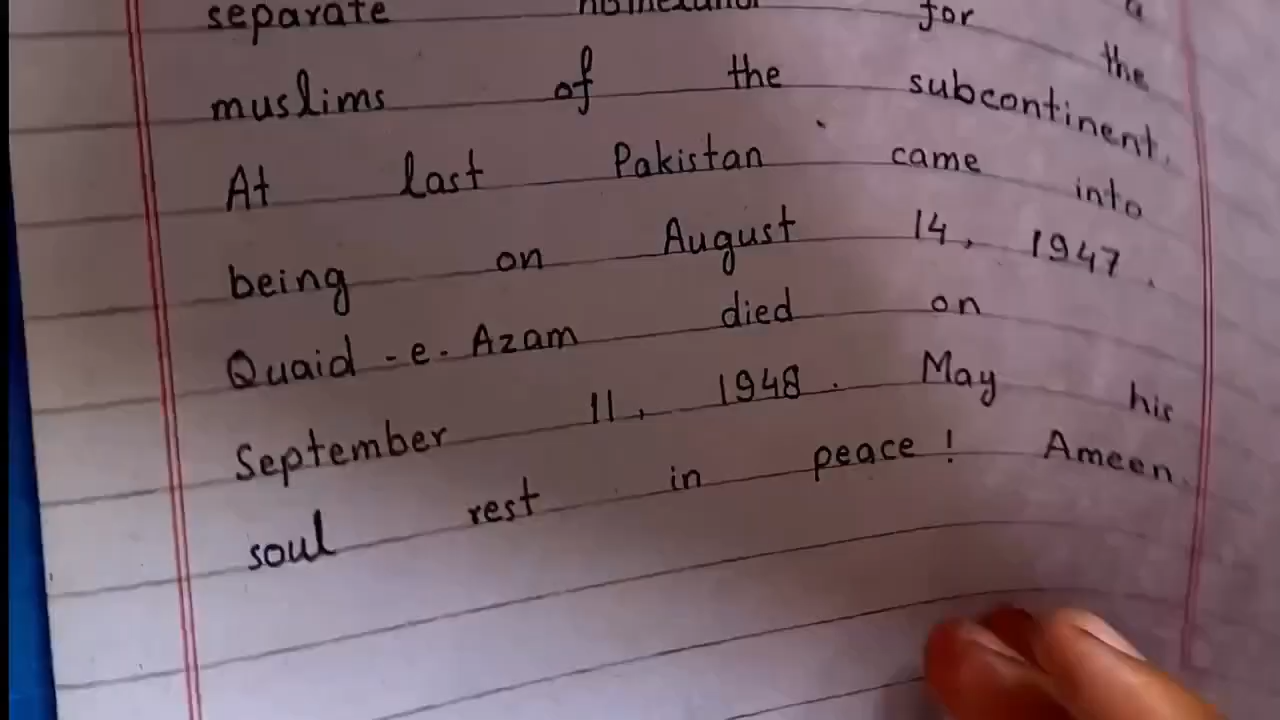 separate homeland for
muslims of the subcontinent.
At last Pakistan came into
being on August 14, 1947.
Quaid-e-Azam died on
September 11, 1948. May his
soul rest in peace! Ameen.